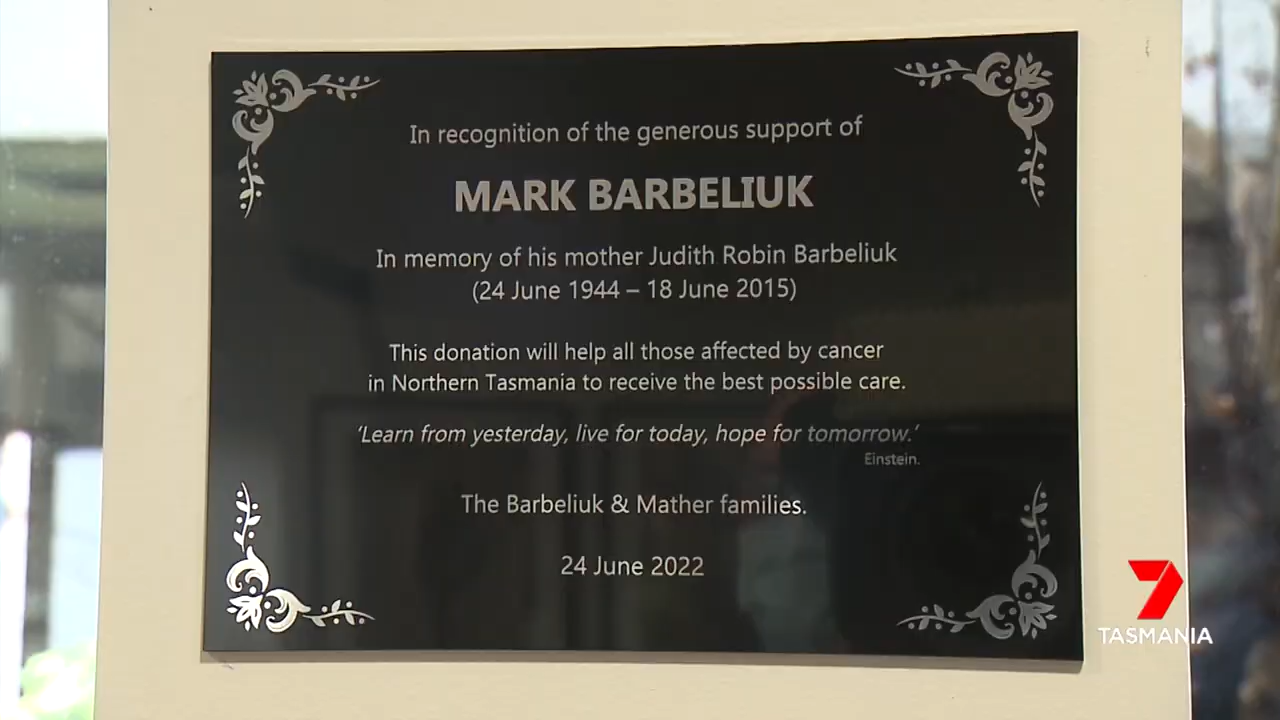 In recognition of the generous support of
MARK BARBELIUK
In memory of his mother Judith Robin Barbeliuk
(24 June 1944 – 18 June 2015)
This donation will help all those affected by cancer
in Northern Tasmania to receive the best possible care.
‘Learn from yesterday, live for today, hope for tomorrow.‘
Einstein.
The Barbeliuk & Mather families.
24 June 2022
7
TASMANIA